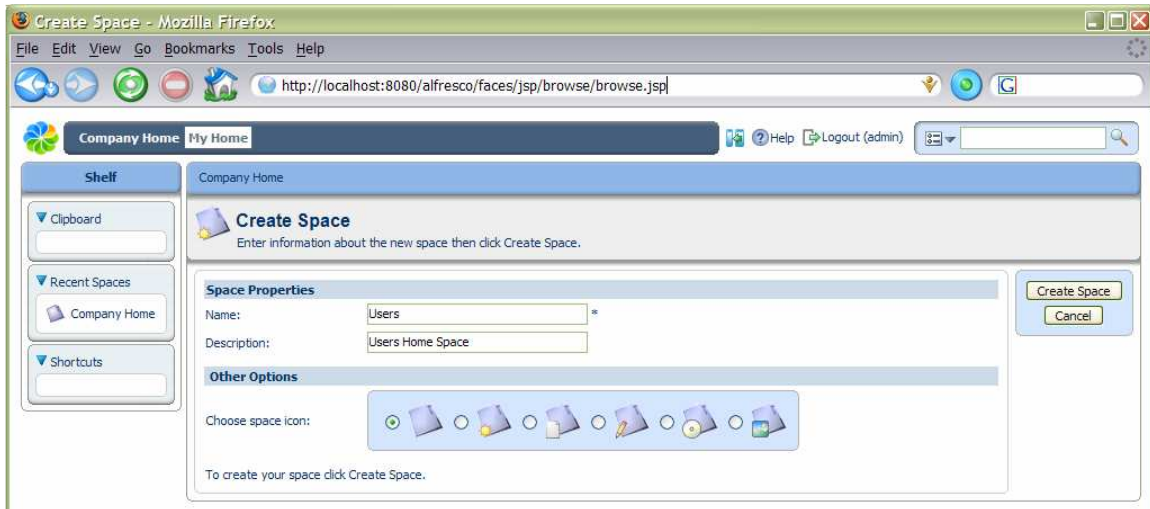 Create Space - Mozilla Firefox
File Edit View Go Bookmarks Tools Help
http://localhost:8080/alfresco/faces/jsp/browse/browse.jsp
G
Company Home My Home
Help Logout (admin)
Shelf
Company Home
Clipboard
Create Space
Enter information about the new space then click Create Space.
Recent Spaces
Company Home
Shortcuts
Space Properties
Name: Users *
Description: Users Home Space
Other Options
Choose space icon:
To create your space click Create Space.
Create Space
Cancel